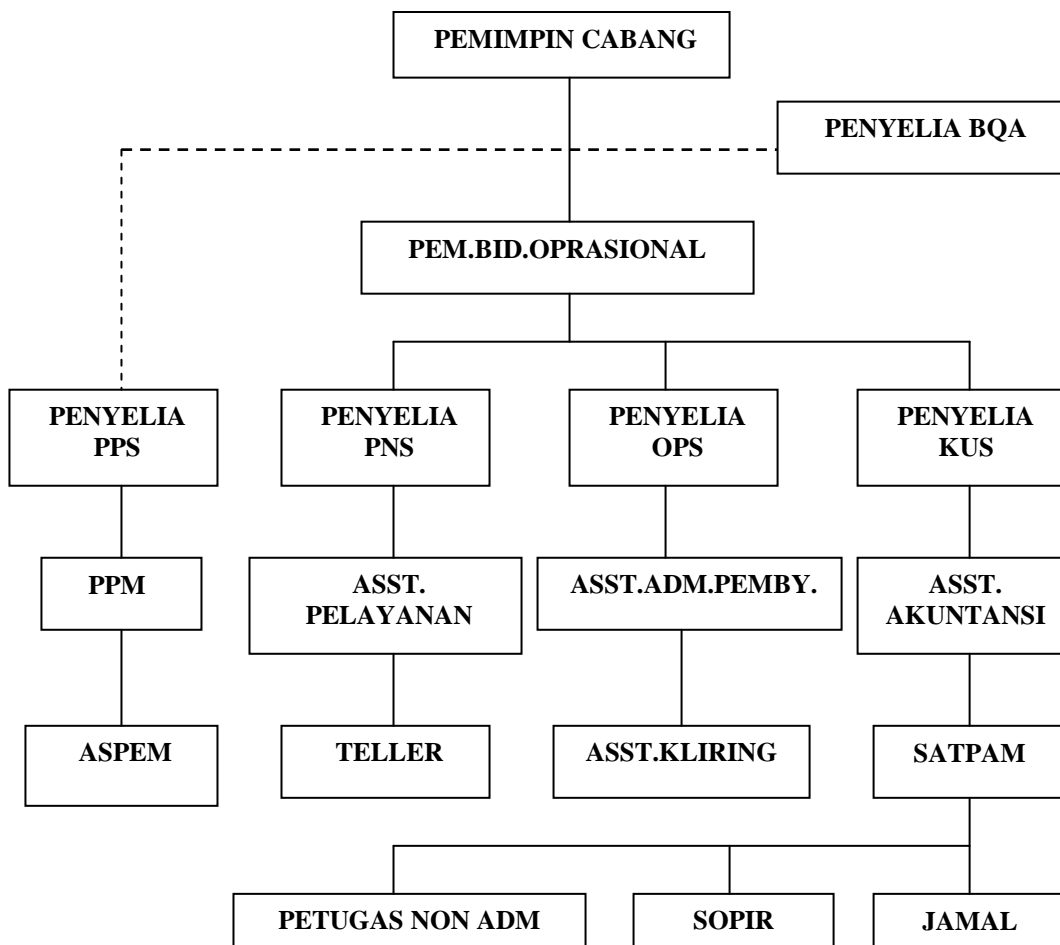 PEMIMPIN CABANG
PENYELIA BQA
PEM.BID.OPRASIONAL
PENYELIA
PPS
PENYELIA
PNS
PENYELIA
OPS
PENYELIA
KUS
PPM
ASST.
PELAYANAN
ASST.ADM.PEMBY.
ASST.
AKUNTANSI
ASPEM
TELLER
ASST.KLIRING
SATPAM
PETUGAS NON ADM
SOPIR
JAMAL